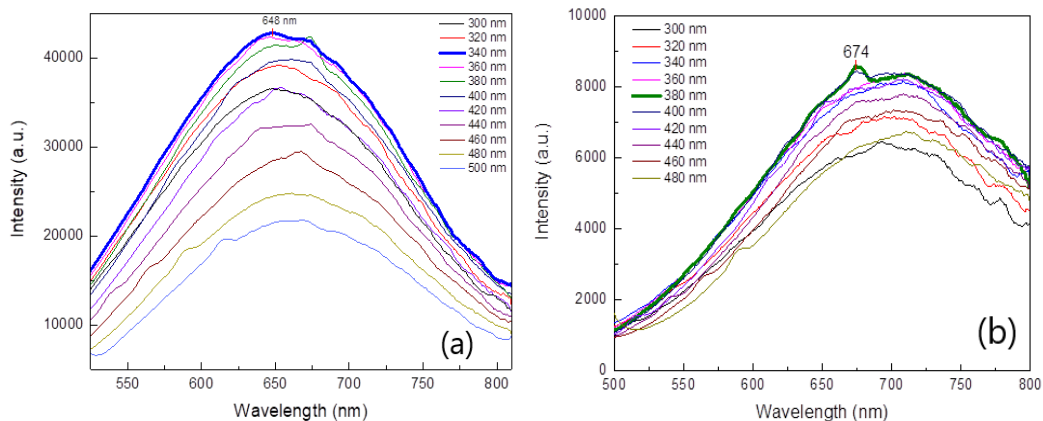 648 nm
300 nm
320 nm
340 nm
360 nm
380 nm
400 nm
420 nm
440 nm
460 nm
480 nm
500 nm
40000
30000
20000
10000
Intensity (a.u.)
(a)
550
600
650
700
750
800
Wavelength (nm)
10000
8000
6000
4000
2000
0
Intensity (a.u.)
300 nm
320 nm
340 nm
360 nm
380 nm
400 nm
420 nm
440 nm
460 nm
480 nm
674
(b)
500
550
600
650
700
750
800
Wavelength (nm)